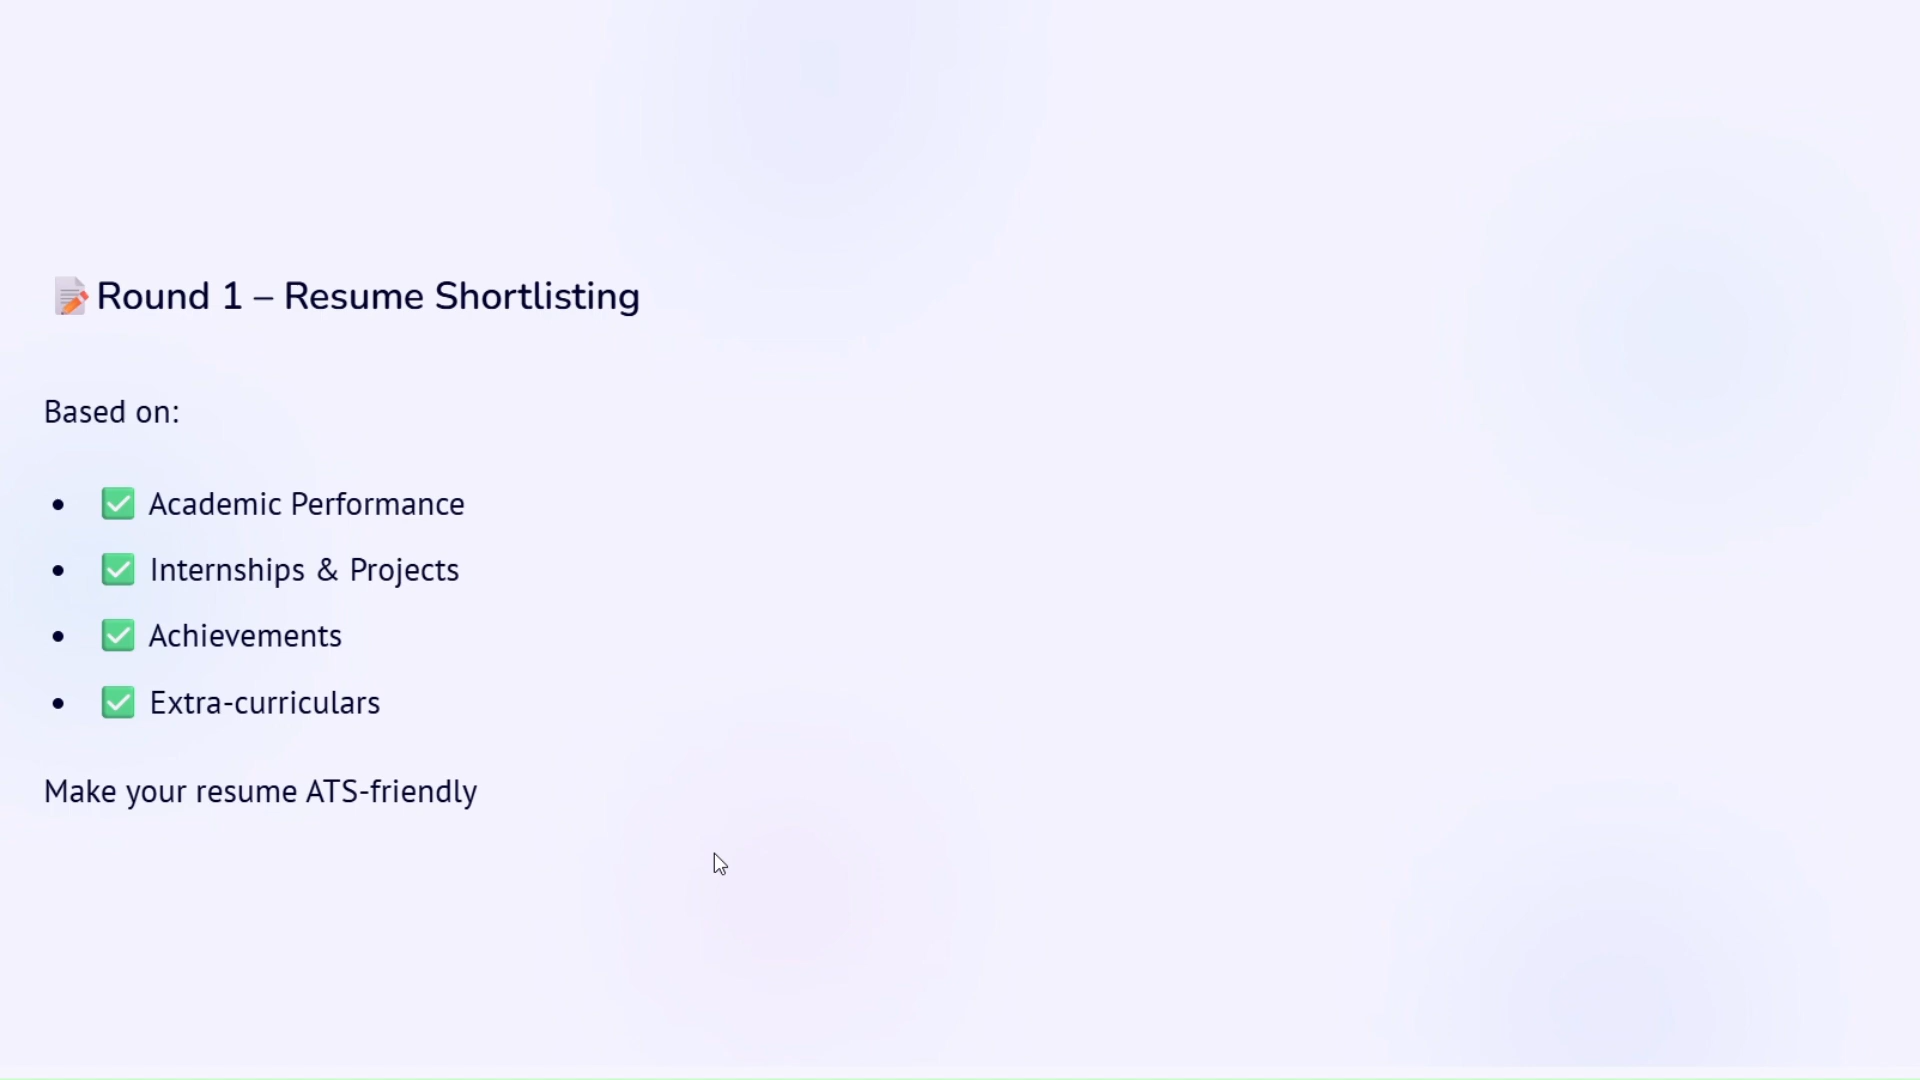 📝 Round 1 – Resume Shortlisting
Based on:
• ✅ Academic Performance
• ✅ Internships & Projects
• ✅ Achievements
• ✅ Extra-curriculars
Make your resume ATS-friendly